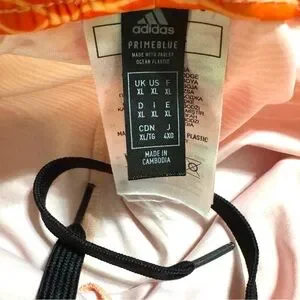 adidas
PRIMEBLUE
MADE WITH PARLEY
OCEAN PLASTIC
UK US F
XL XL XL
D I E
XL XL XL
CDN J
XL/TG 4XO
MADE IN
CAMBODIA
PLASTIC